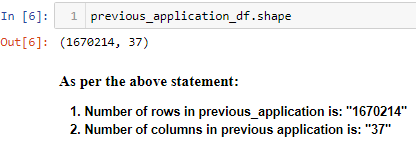 In [6]: 1 previous_application_df.shape
Out[6]: (1670214, 37)
As per the above statement:
1. Number of rows in previous_application is: "1670214"
2. Number of columns in previous application is: "37"